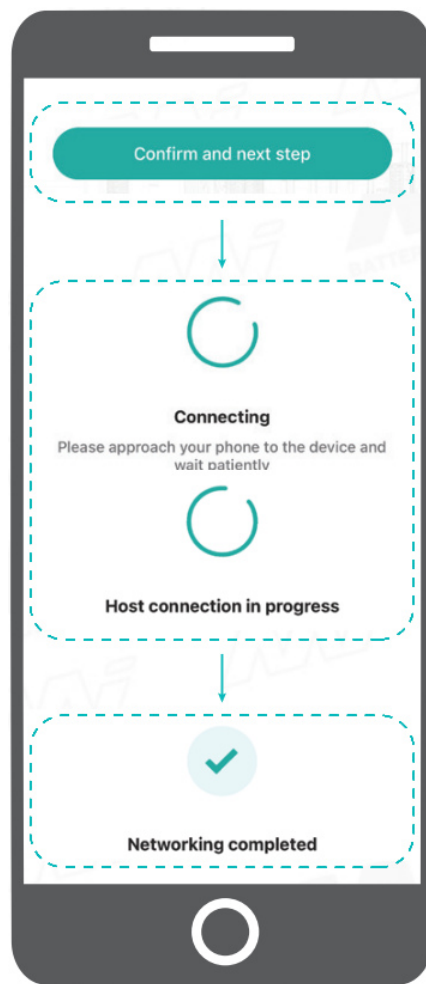 Confirm and next step
Connecting
Please approach your phone to the device and
wait patiently
Host connection in progress
Networking completed